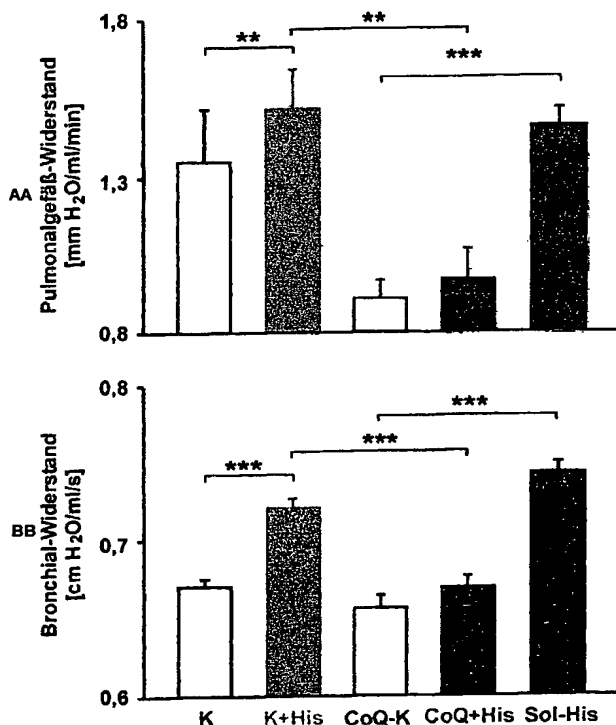 AA
Pulmonalgefäß-Widerstand
[mm H₂O/ml/min]
1,8
1,3
0,8
**
**
***
BB
Bronchial-Widerstand
[cm H₂O/ml/s]
0,8
0,7
0,6
***
***
***
K K+His CoQ-K CoQ+His Sol-His